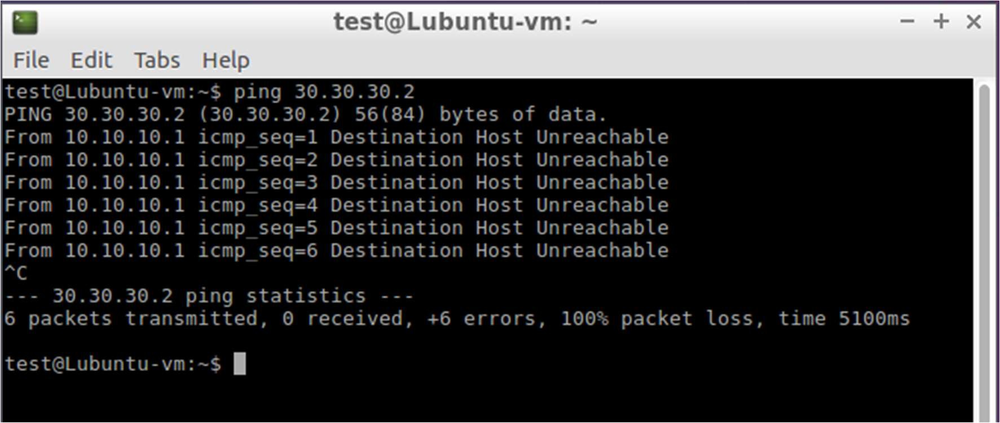 test@Lubuntu-vm: ~
File Edit Tabs Help
test@Lubuntu-vm:~$ ping 30.30.30.2
PING 30.30.30.2 (30.30.30.2) 56(84) bytes of data.
From 10.10.10.1 icmp_seq=1 Destination Host Unreachable
From 10.10.10.1 icmp_seq=2 Destination Host Unreachable
From 10.10.10.1 icmp_seq=3 Destination Host Unreachable
From 10.10.10.1 icmp_seq=4 Destination Host Unreachable
From 10.10.10.1 icmp_seq=5 Destination Host Unreachable
From 10.10.10.1 icmp_seq=6 Destination Host Unreachable
^C
--- 30.30.30.2 ping statistics ---
6 packets transmitted, 0 received, +6 errors, 100% packet loss, time 5100ms
test@Lubuntu-vm:~$